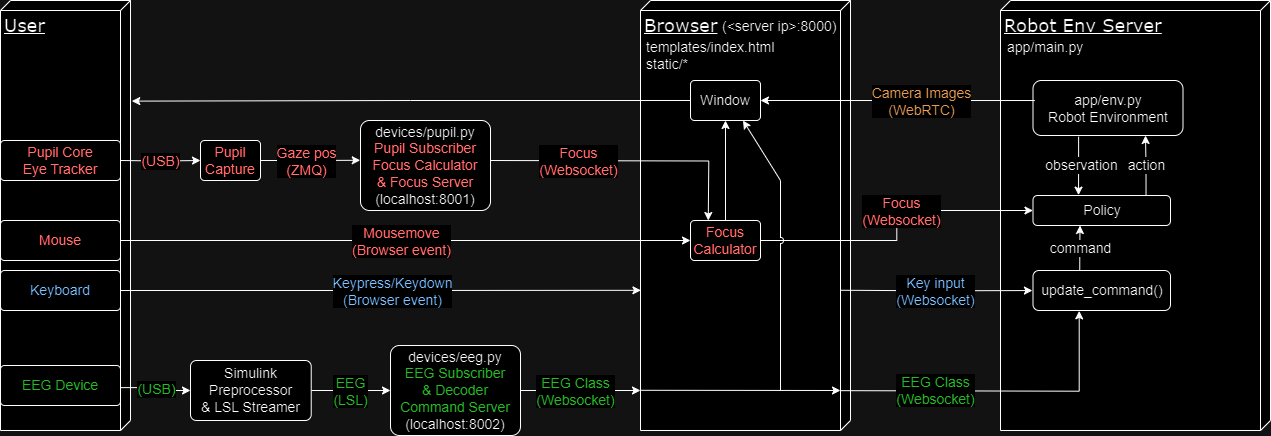 User
Browser (<server ip>:8000)
templates/index.html
static/*
Robot Env Server
app/main.py
Window
Camera Images
(WebRTC)
app/env.py
Robot Environment
Pupil Core
Eye Tracker
(USB)
Pupil
Capture
Gaze pos
(ZMQ)
devices/pupil.py
Pupil Subscriber
Focus Calculator
& Focus Server
(localhost:8001)
Focus
(Websocket)
observation
action
Focus
(Websocket)
Policy
Mouse
Mousemove
(Browser event)
Focus
Calculator
command
Keyboard
Keypress/Keydown
(Browser event)
Key input
(Websocket)
update_command()
EEG Device
(USB)
Simulink
Preprocessor
& LSL Streamer
EEG
(LSL)
devices/eeg.py
EEG Subscriber
& Decoder
Command Server
(localhost:8002)
EEG Class
(Websocket)
EEG Class
(Websocket)